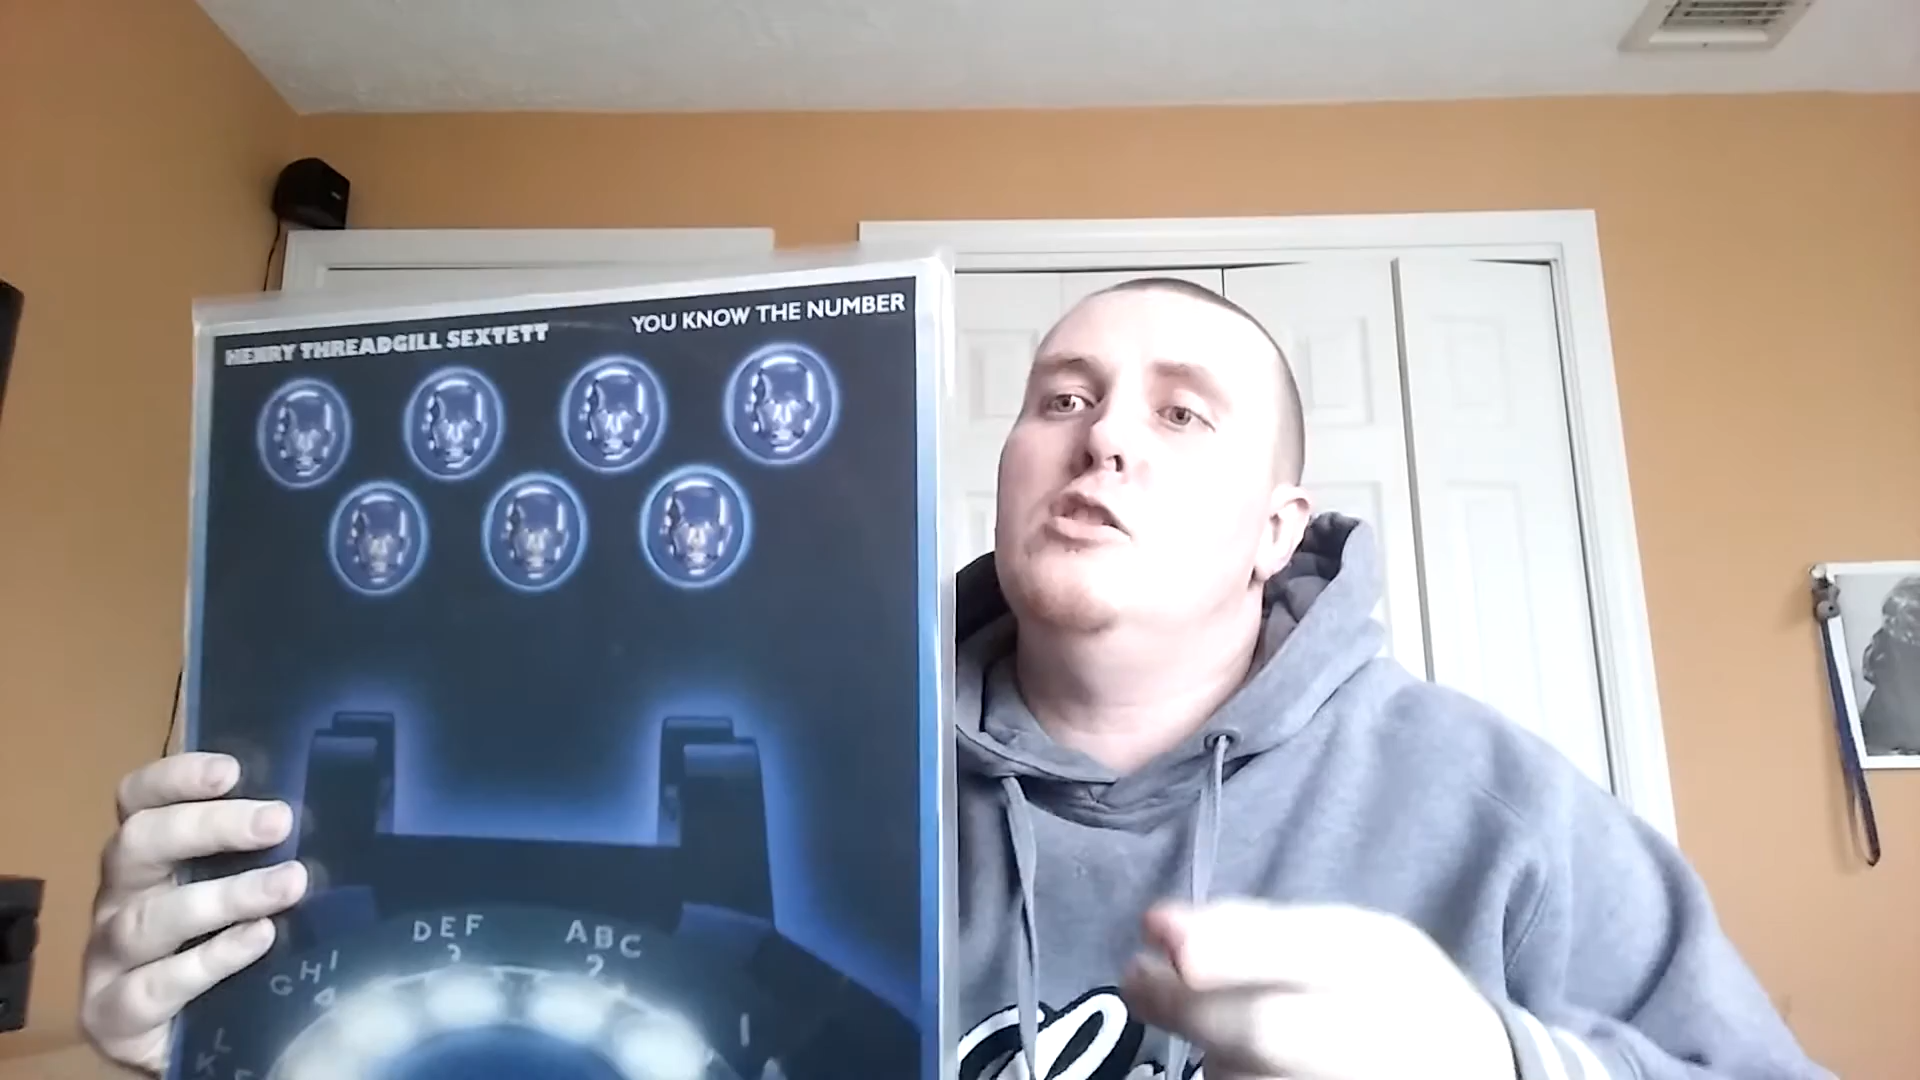 HENRY THREADGILL SEXTETT
YOU KNOW THE NUMBER
DEF
ABC
GHI